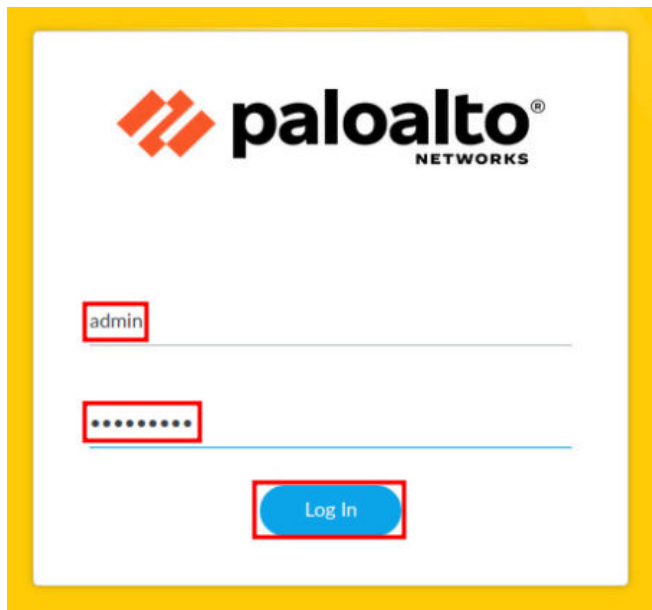 paloalto®
NETWORKS
admin
•••••••••
Log In